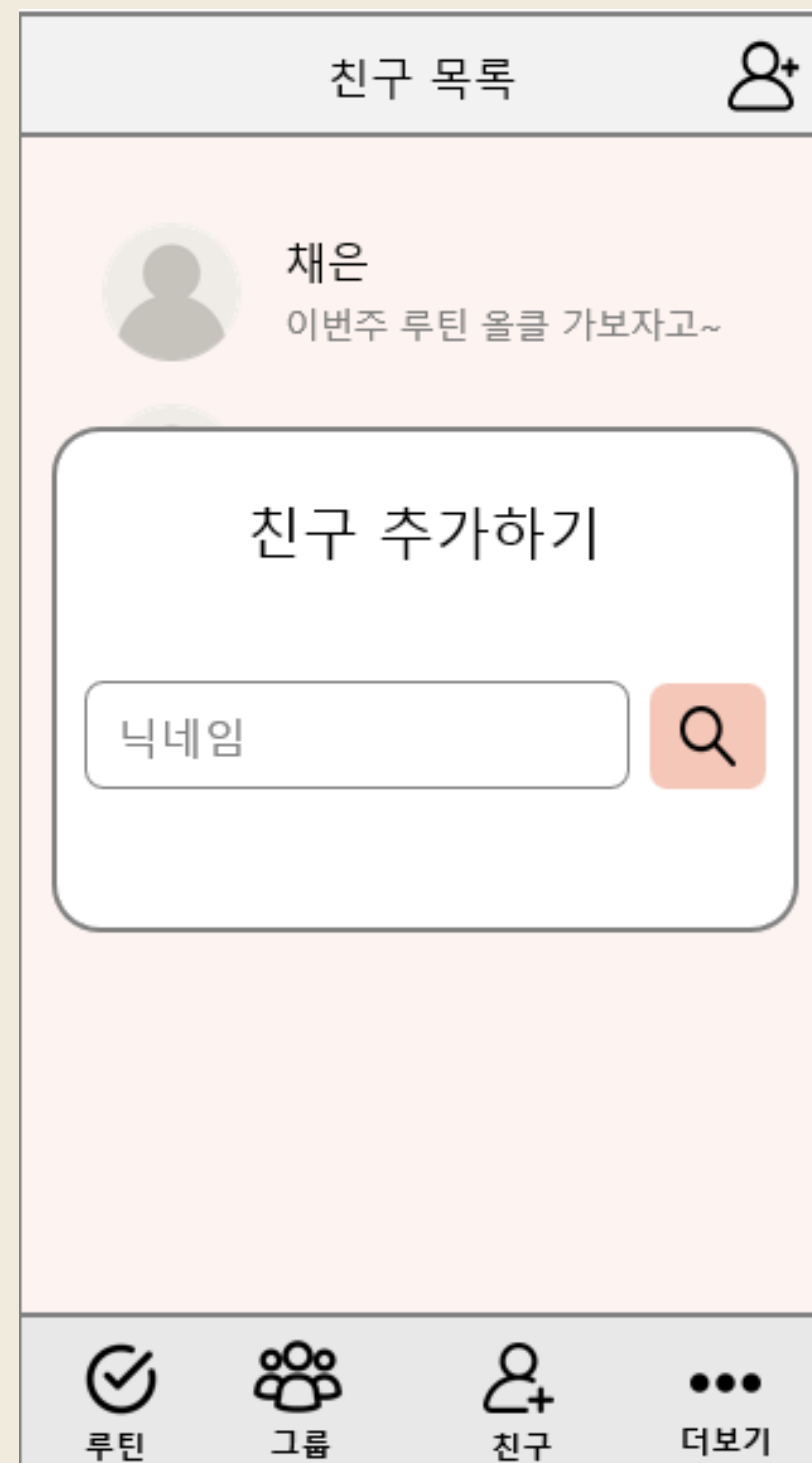 친구 목록
채은
이번주 루틴 올클 가보자고~
친구 추가하기
닉네임
루틴 그룹 친구 더보기